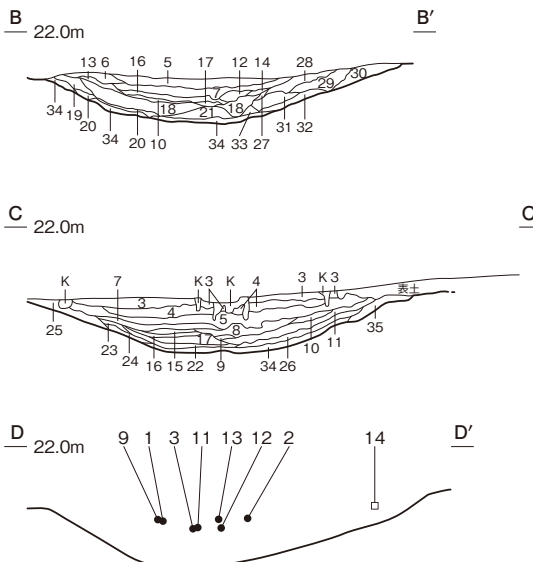 B 22.0m B′
13 6 16 5 17 12 14 28
7 29 30
18 21 18
34 19 20 34 20 10 34 33 27 31 32
C 22.0m C
K 7 K 3 K 4 3 K 3
3 4 5 8 表土
25 23 24 16 15 22 17 9 34 26 10 11 35
D 22.0m D′
9 1 3 11 13 12 2 14